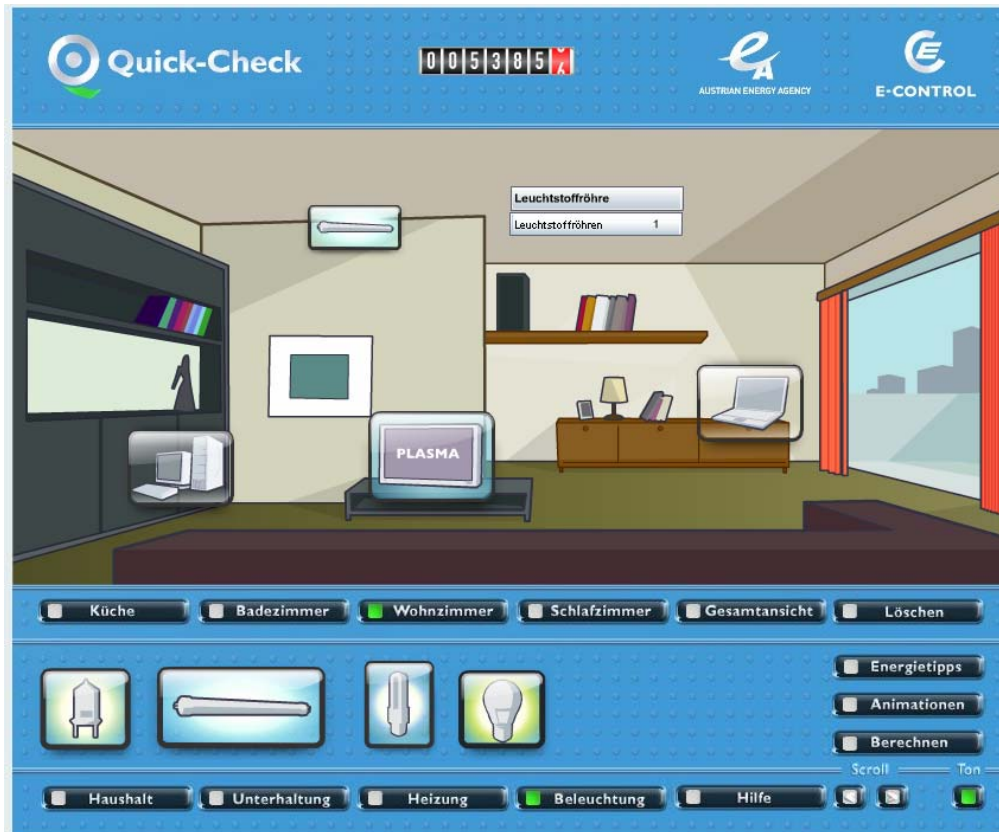 Quick-Check
005385
AUSTRIAN ENERGY AGENCY
E-CONTROL
Leuchtstoffröhre
Leuchtstoffröhren 1
PLASMA
Küche
Badezimmer
Wohnzimmer
Schlafzimmer
Gesamtansicht
Löschen
Energietipps
Animationen
Berechnen
Scroll
Ton
Haushalt
Unterhaltung
Heizung
Beleuchtung
Hilfe